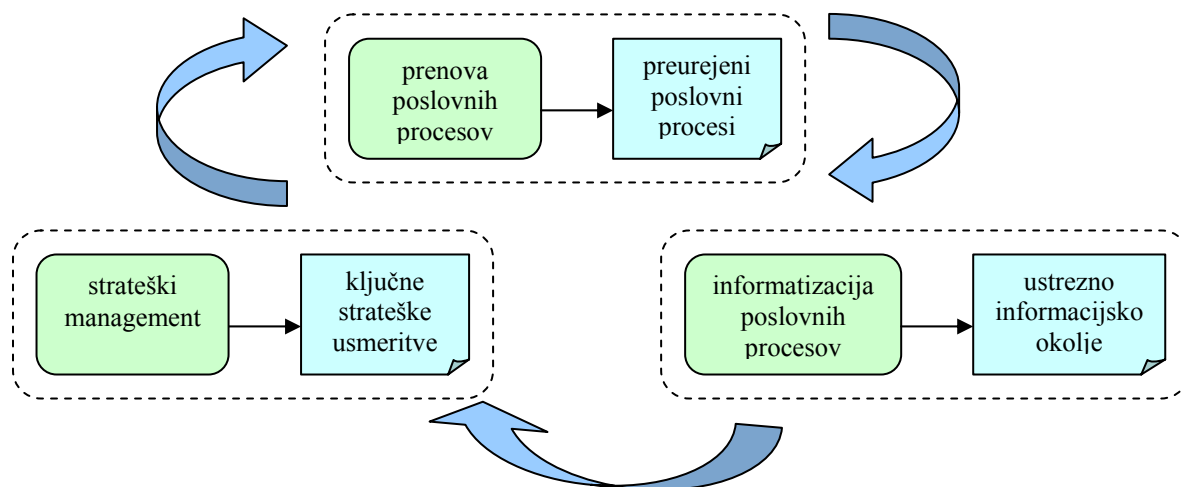 prenova
poslovnih
procesov
preurejeni
poslovni
procesi
strateški
management
ključne
strateške
usmeritve
informatizacija
poslovnih
procesov
ustrezno
informacijsko
okolje